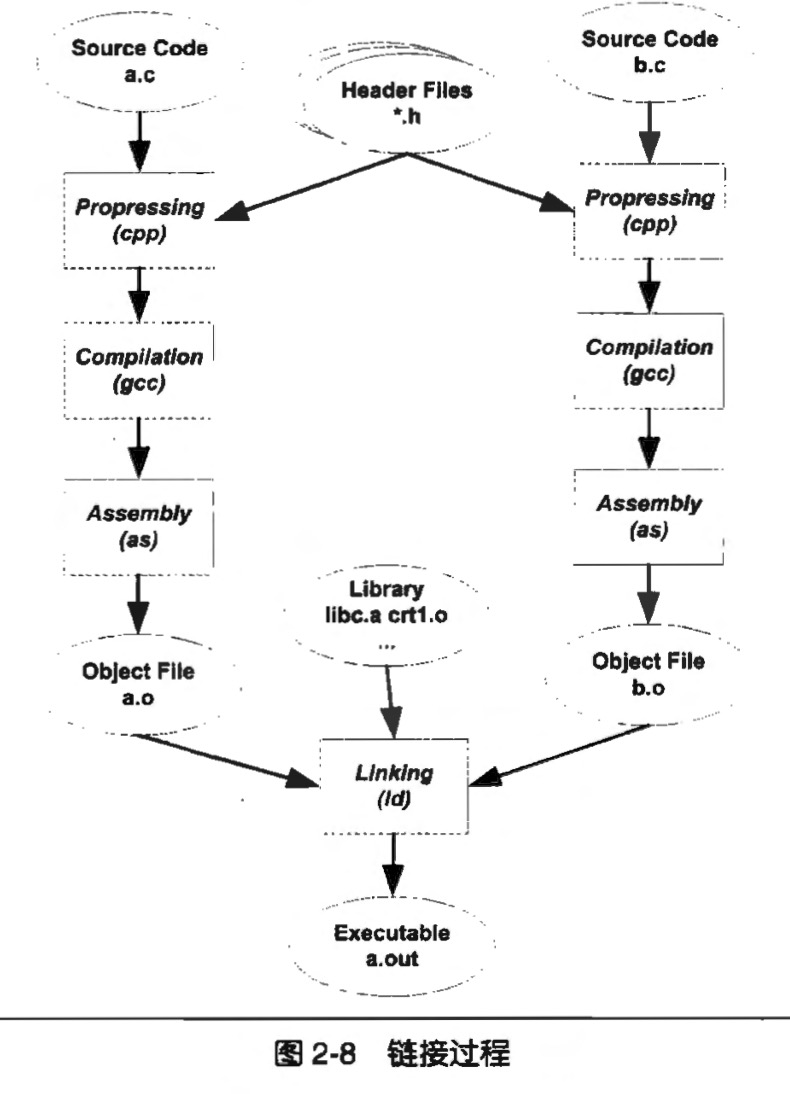 Source Code
a.c
Header Files
*.h
Source Code
b.c
Propressing
(cpp)
Propressing
(cpp)
Compilation
(gcc)
Compilation
(gcc)
Assembly
(as)
Assembly
(as)
Library
libc.a crt1.o
...
Object File
a.o
Object File
b.o
Linking
(ld)
Executable
a.out
图 2-8 链接过程